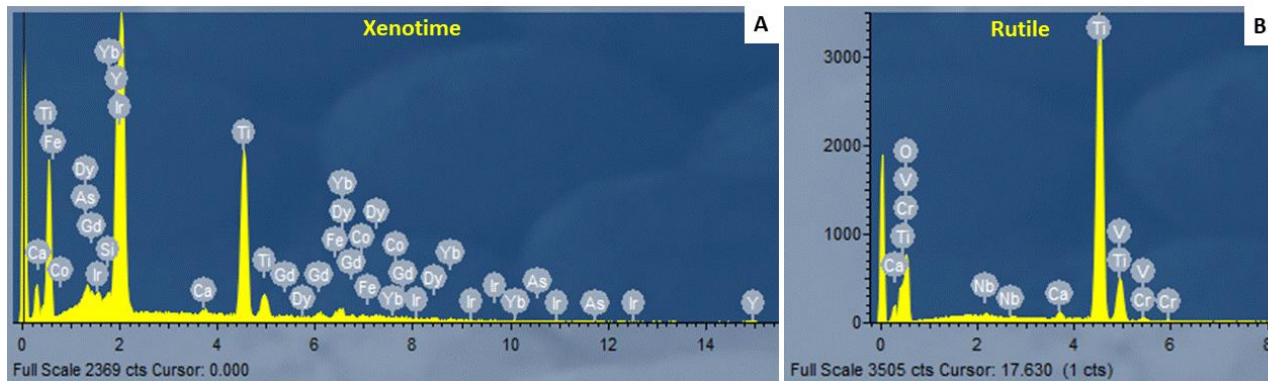 Xenotime
A
Yb
Y
Ir
Ti
Fe
Dy
As
Gd
Si
Ca
Co
Ir
Ca
Ti
Ti
Gd
Dy
Gd
Yb
Dy
Fe
Co
Gd
Dy
Fe
Co
Gd
Yb
Ir
Dy
Yb
Ir
Ir
Yb
As
Ir
As
Ir
Y
0 2 4 6 8 10 12 14
Full Scale 2369 cts Cursor: 0.000
Rutile
B
3000
2000
1000
0
Ti
O
V
Cr
Ti
Ca
Nb
Nb
Ca
V
Ti
V
Cr
Cr
0 2 4 6 8
Full Scale 3505 cts Cursor: 17.630 (1 cts)